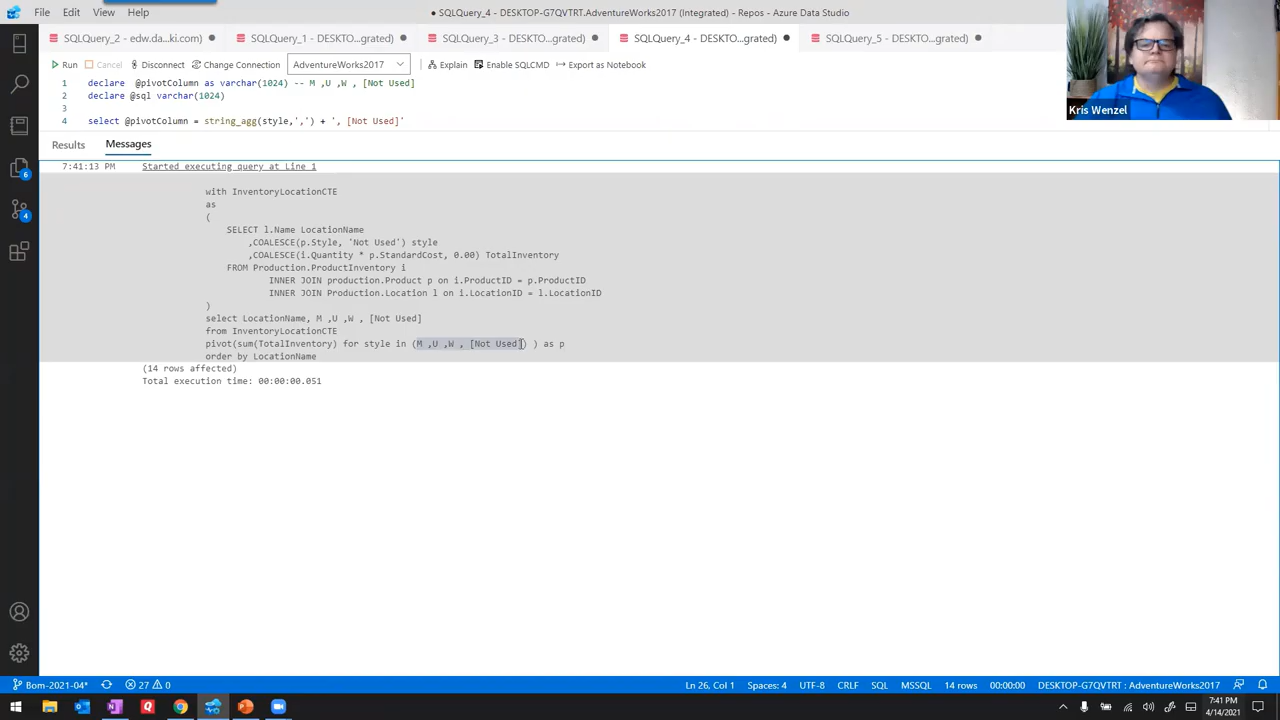 File Edit View Help
● SQLQuery_4 - DESKTOP-G7QVTRT.AdventureWorks2017 (Integrated) - Repos - Azure Data Studio
SQLQuery_2 - edw.da...ki.com) SQLQuery_1 - DESKTO...grated) SQLQuery_3 - DESKTO...grated) SQLQuery_4 - DESKTO...grated) SQLQuery_5 - DESKTO...grated)
Run Cancel Disconnect Change Connection AdventureWorks2017 Explain Enable SQLCMD Export as Notebook
1 declare @pivotColumn as varchar(1024) -- M ,U ,W , [Not Used]
2 declare @sql varchar(1024)
3
4 select @pivotColumn = string_agg(style,',') + ', [Not Used]'
Kris Wenzel
Results Messages
7:41:13 PM Started executing query at Line 1
with InventoryLocationCTE
as
(
SELECT l.Name LocationName
,COALESCE(p.Style, 'Not Used') style
,COALESCE(i.Quantity * p.StandardCost, 0.00) TotalInventory
FROM Production.ProductInventory i
INNER JOIN production.Product p on i.ProductID = p.ProductID
INNER JOIN Production.Location l on i.LocationID = l.LocationID
)
select LocationName, M ,U ,W , [Not Used]
from InventoryLocationCTE
pivot(sum(TotalInventory) for style in (M ,U ,W , [Not Used]) ) as p
order by LocationName
(14 rows affected)
Total execution time: 00:00:00.051
6
4
Bom-2021-04* 27 0 Ln 26, Col 1 Spaces: 4 UTF-8 CRLF SQL MSSQL 14 rows 00:00:00 DESKTOP-G7QVTRT : AdventureWorks2017
7:41 PM
4/14/2021